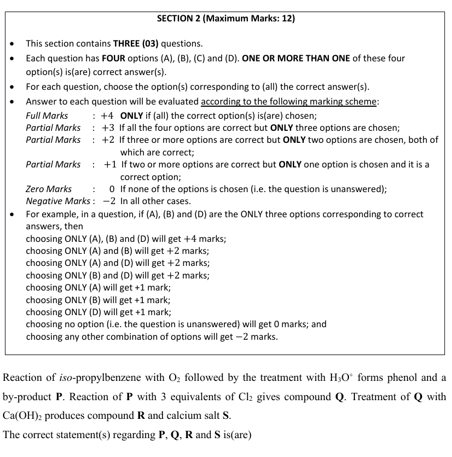 SECTION 2 (Maximum Marks: 12)
• This section contains THREE (03) questions.
• Each question has FOUR options (A), (B), (C) and (D). ONE OR MORE THAN ONE of these four
option(s) is(are) correct answer(s).
• For each question, choose the option(s) corresponding to (all) the correct answer(s).
• Answer to each question will be evaluated according to the following marking scheme:
Full Marks : +4 ONLY if (all) the correct option(s) is(are) chosen;
Partial Marks : +3 If all the four options are correct but ONLY three options are chosen;
Partial Marks : +2 If three or more options are correct but ONLY two options are chosen, both of
which are correct;
Partial Marks : +1 If two or more options are correct but ONLY one option is chosen and it is a
correct option;
Zero Marks : 0 If none of the options is chosen (i.e. the question is unanswered);
Negative Marks : −2 In all other cases.
• For example, in a question, if (A), (B) and (D) are the ONLY three options corresponding to correct
answers, then
choosing ONLY (A), (B) and (D) will get +4 marks;
choosing ONLY (A) and (B) will get +2 marks;
choosing ONLY (A) and (D) will get +2 marks;
choosing ONLY (B) and (D) will get +2 marks;
choosing ONLY (A) will get +1 mark;
choosing ONLY (B) will get +1 mark;
choosing ONLY (D) will get +1 mark;
choosing no option (i.e. the question is unanswered) will get 0 marks; and
choosing any other combination of options will get −2 marks.
Reaction of iso-propylbenzene with O₂ followed by the treatment with H₃O⁺ forms phenol and a
by-product P. Reaction of P with 3 equivalents of Cl₂ gives compound Q. Treatment of Q with
Ca(OH)₂ produces compound R and calcium salt S.
The correct statement(s) regarding P, Q, R and S is(are)